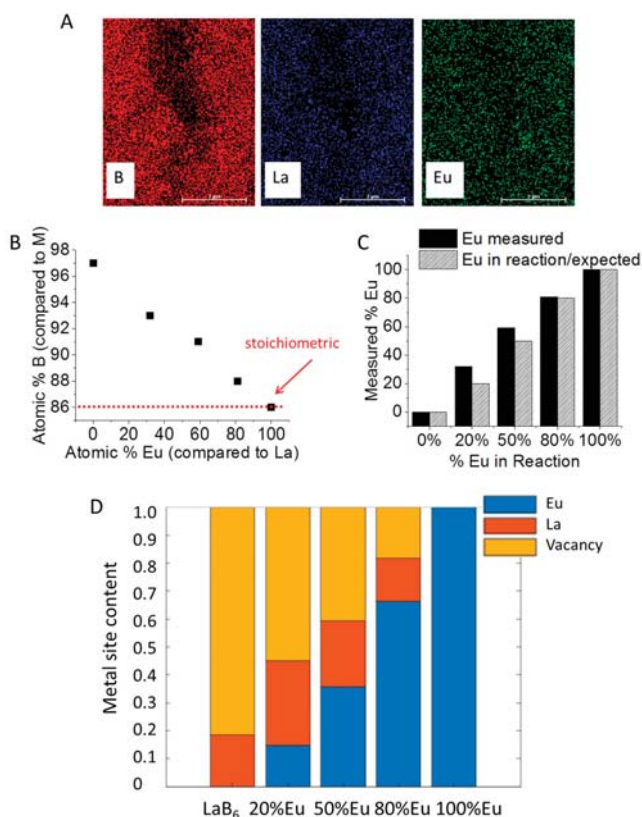 A
B
La
Eu
B
Atomic % B (compared to M)
98
96
94
92
90
88
86
stoichiometric
0 20 40 60 80 100
Atomic % Eu (compared to La)
C
Eu measured
Eu in reaction/expected
Measured % Eu
100
80
60
40
20
0
0% 20% 50% 80% 100%
% Eu in Reaction
D
Eu
La
Vacancy
Metal site content
1.0
0.9
0.8
0.7
0.6
0.5
0.4
0.3
0.2
0.1
0
LaB₆ 20%Eu 50%Eu 80%Eu 100%Eu